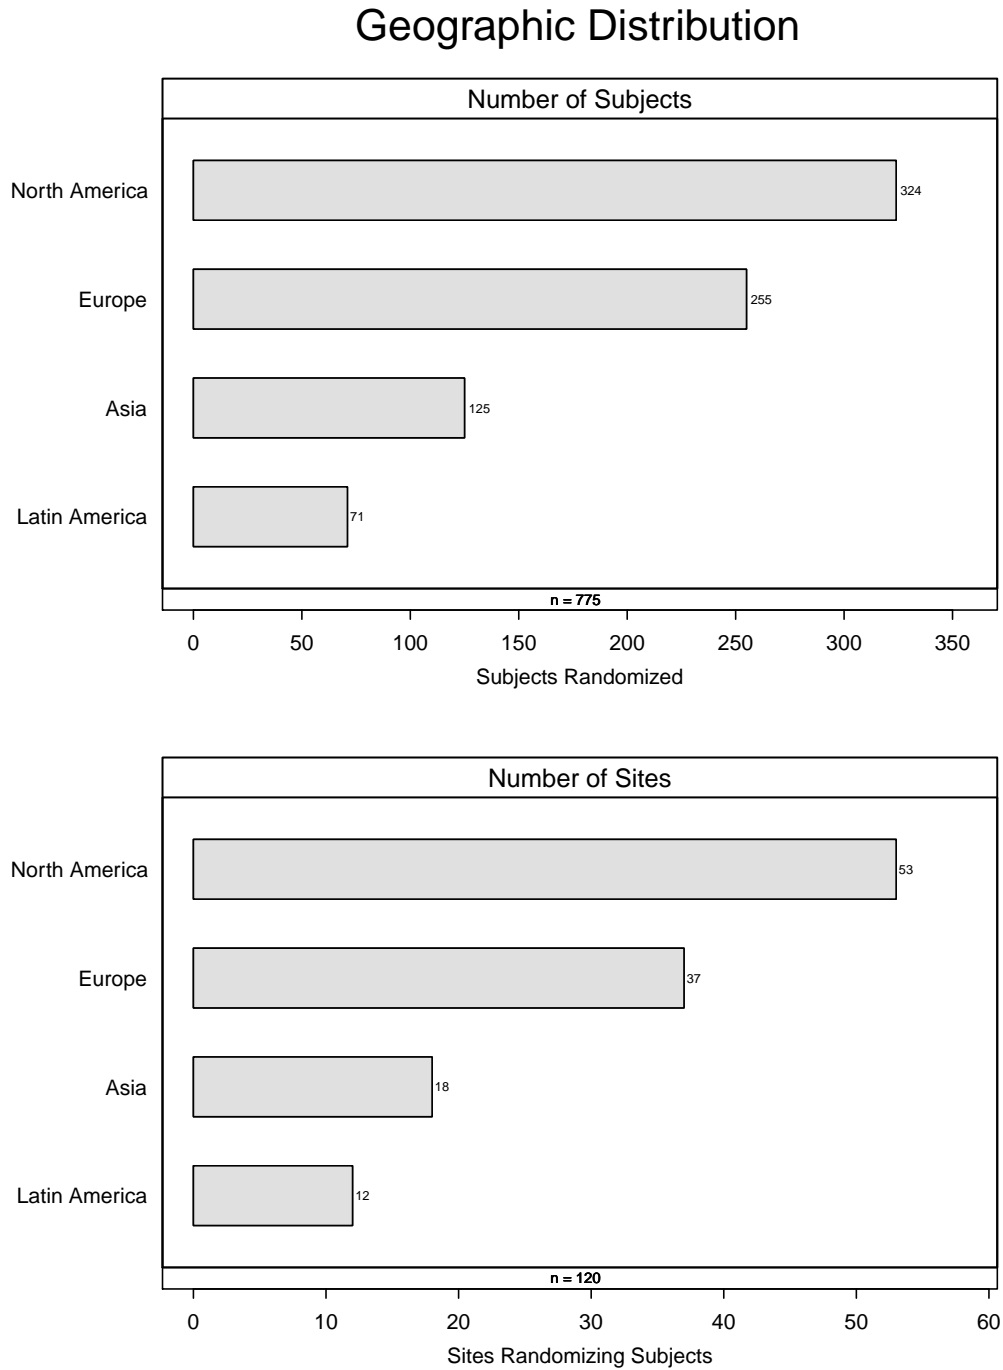 Geographic Distribution
Number of Subjects
North America 324
Europe 255
Asia 125
Latin America 71
n = 775
0 50 100 150 200 250 300 350
Subjects Randomized
Number of Sites
North America 53
Europe 37
Asia 18
Latin America 12
n = 120
0 10 20 30 40 50 60
Sites Randomizing Subjects